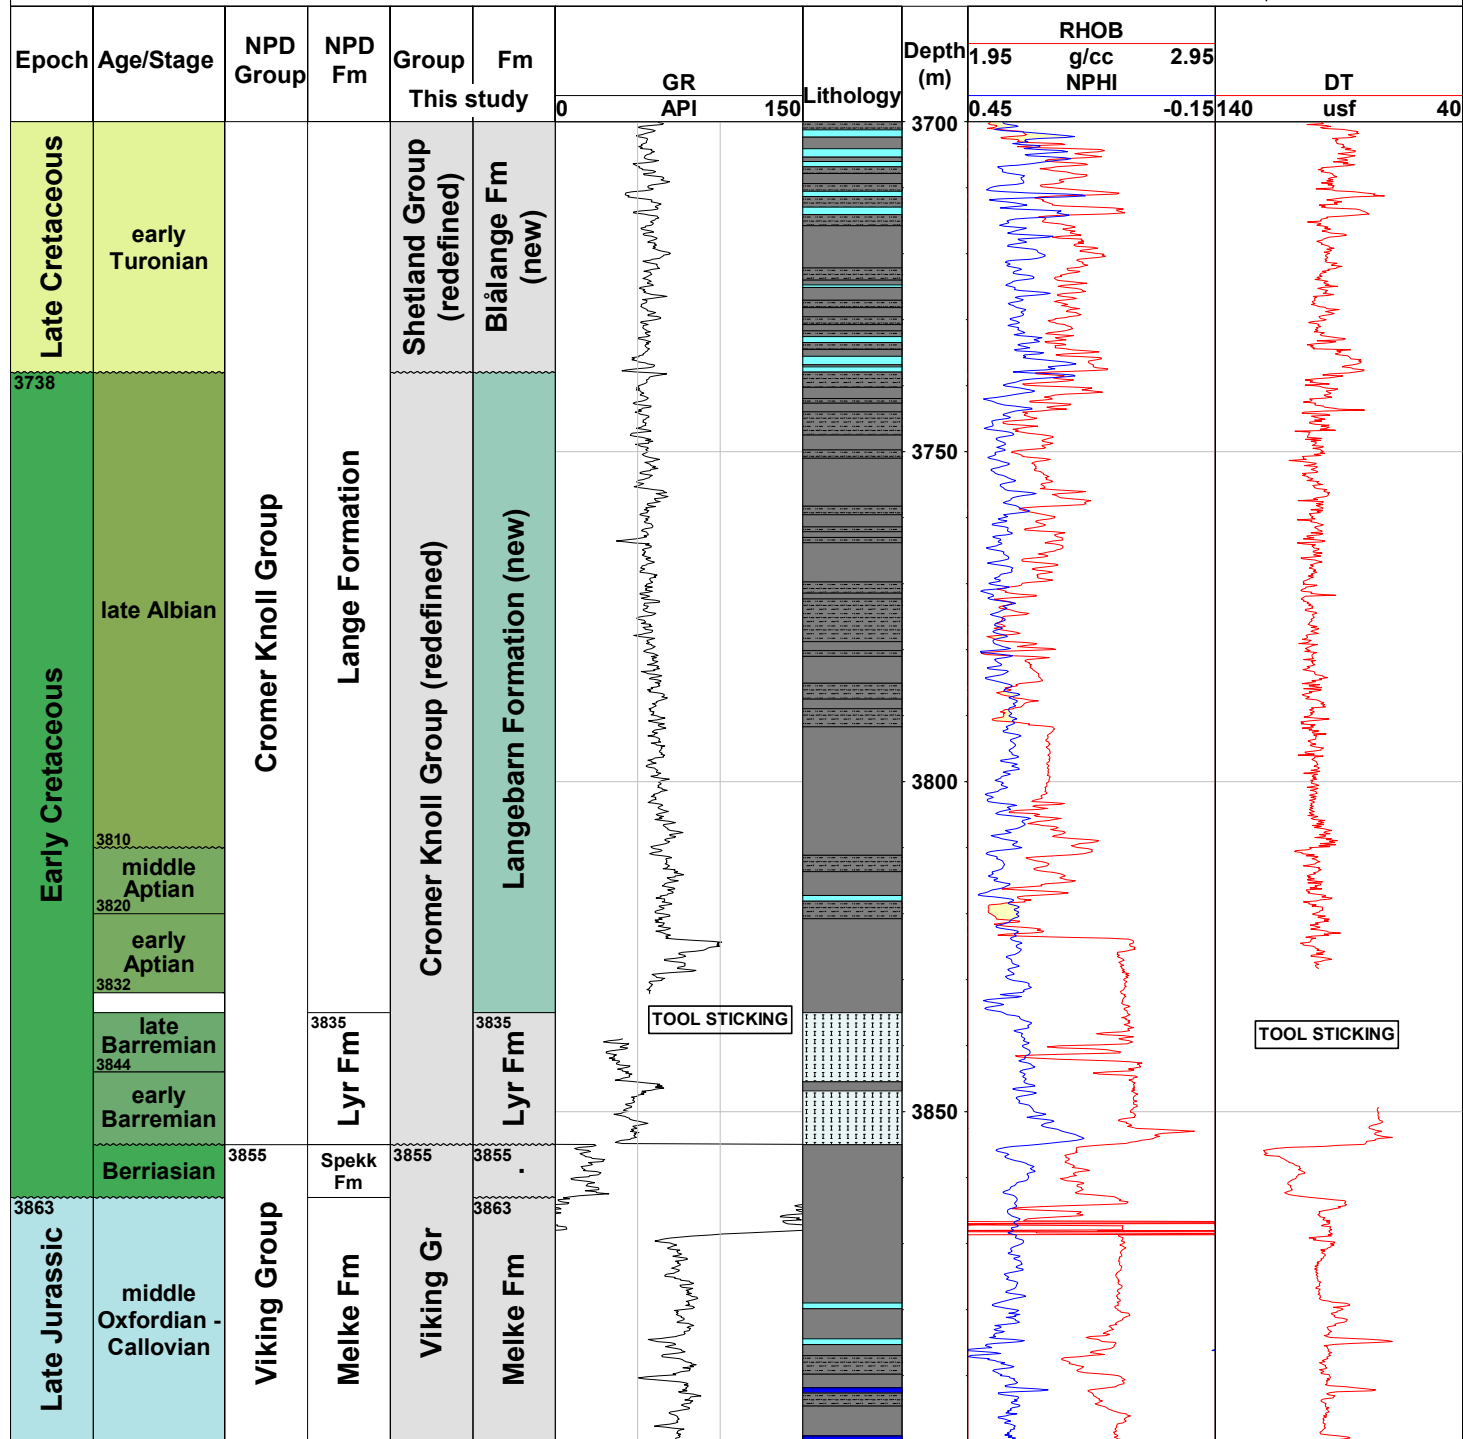 Epoch
Age/Stage
NPD
Group
NPD
Fm
Group
Fm
This study
GR
0 API 150
Lithology
Depth
(m)
RHOB
1.95 g/cc 2.95
NPHI
0.45 -0.15
DT
140 usf 40
Late Cretaceous
early
Turonian
Shetland Group
(redefined)
Blålange Fm
(new)
3700
3738
Early Cretaceous
late Albian
Cromer Knoll Group
Lange Formation
Cromer Knoll Group (redefined)
Langebarn Formation (new)
3750
3800
3810
middle
Aptian
3820
early
Aptian
3832
late
Barremian
3844
early
Barremian
3835
Lyr Fm
3835
Lyr Fm
TOOL STICKING
TOOL STICKING
3850
Berriasian
3855
Spekk
Fm
3855
3855
.
3863
Late Jurassic
middle
Oxfordian -
Callovian
Viking Group
Melke Fm
Viking Gr
3863
Melke Fm